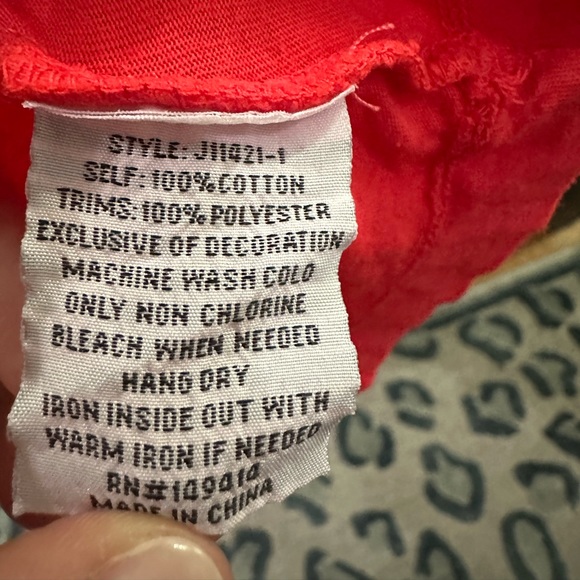 STYLE: J11421-1
SELF: 100% COTTON
TRIMS: 100% POLYESTER
EXCLUSIVE OF DECORATION
MACHINE WASH COLD
ONLY NON CHLORINE
BLEACH WHEN NEEDED
HANG DRY
IRON INSIDE OUT WITH
WARM IRON IF NEEDED
RN#109414
MADE IN CHINA